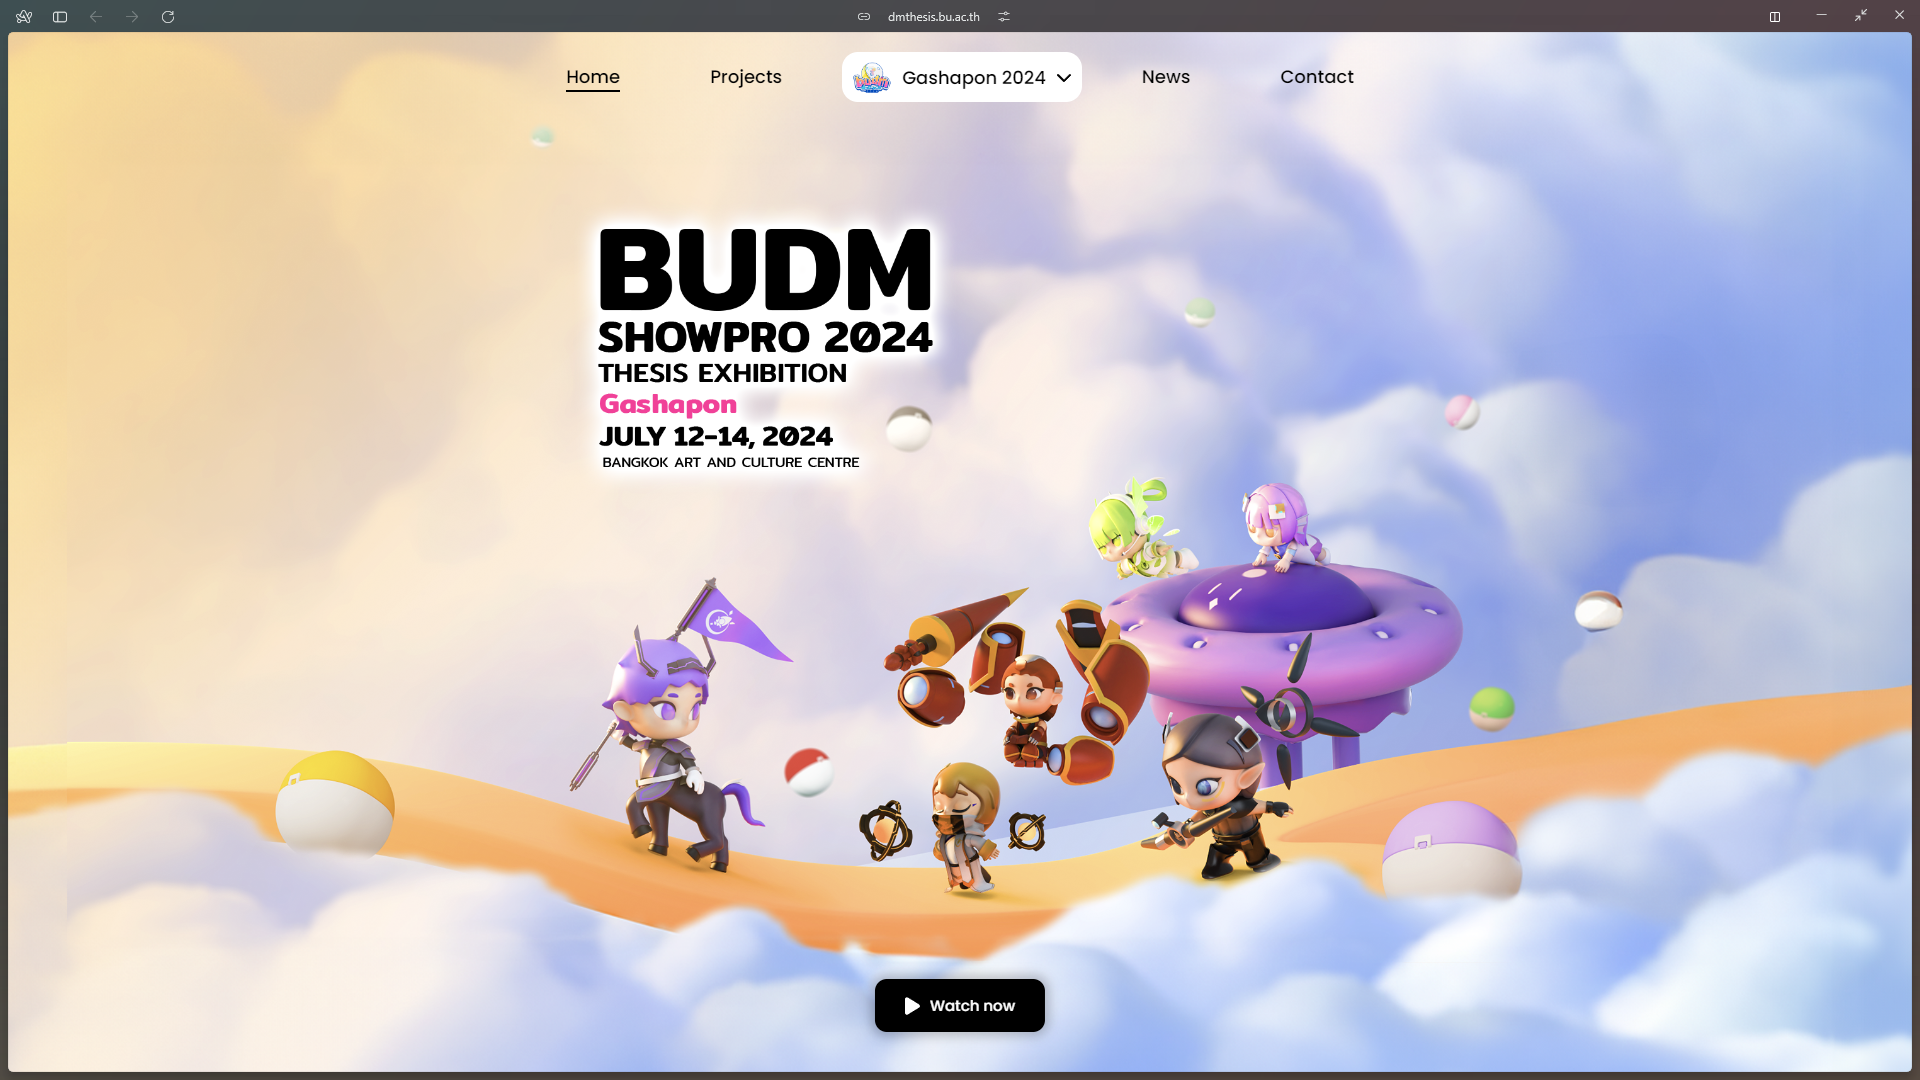 dmthesis.bu.ac.th
Home
Projects
Gashapon 2024
News
Contact
BUDM
SHOWPRO 2024
THESIS EXHIBITION
Gashapon
JULY 12-14, 2024
BANGKOK ART AND CULTURE CENTRE
Watch now